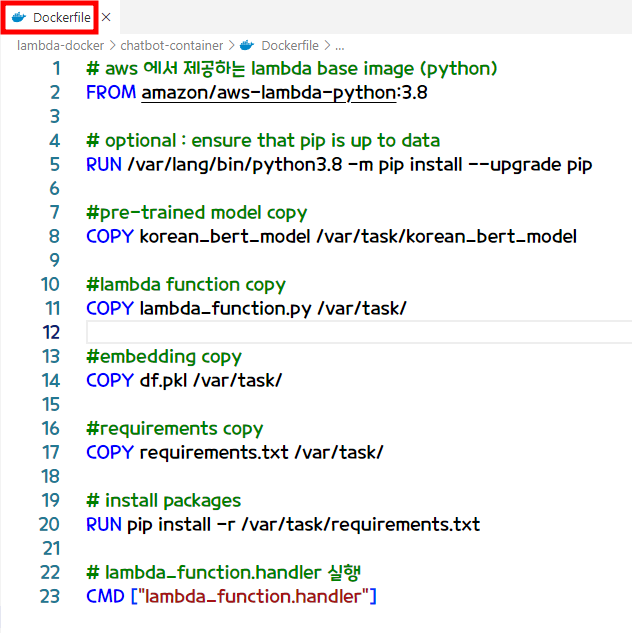 Dockerfile
lambda-docker > chatbot-container > Dockerfile > ...
1 # aws 에서 제공하는 lambda base image (python)
2 FROM amazon/aws-lambda-python:3.8
3
4 # optional : ensure that pip is up to data
5 RUN /var/lang/bin/python3.8 -m pip install --upgrade pip
6
7 #pre-trained model copy
8 COPY korean_bert_model /var/task/korean_bert_model
9
10 #lambda function copy
11 COPY lambda_function.py /var/task/
12
13 #embedding copy
14 COPY df.pkl /var/task/
15
16 #requirements copy
17 COPY requirements.txt /var/task/
18
19 # install packages
20 RUN pip install -r /var/task/requirements.txt
21
22 # lambda_function.handler 실행
23 CMD ["lambda_function.handler"]